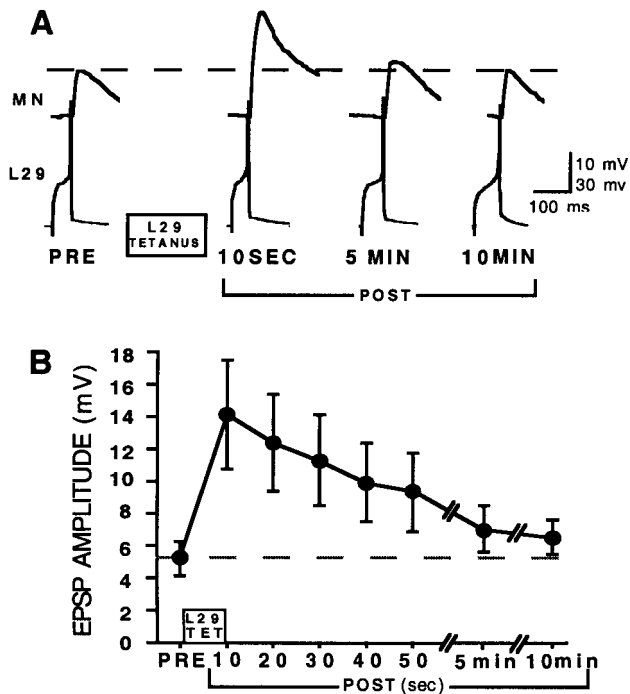 A
MN
L29
10 mV
30 mv
100 ms
L29
TETANUS
PRE
10SEC
5 MIN
10MIN
POST
B
EPSP AMPLITUDE (mV)
18
16
14
12
10
8
6
4
2
0
L29
TET
PRE 10 20 30 40 50 5min 10min
POST (sec)